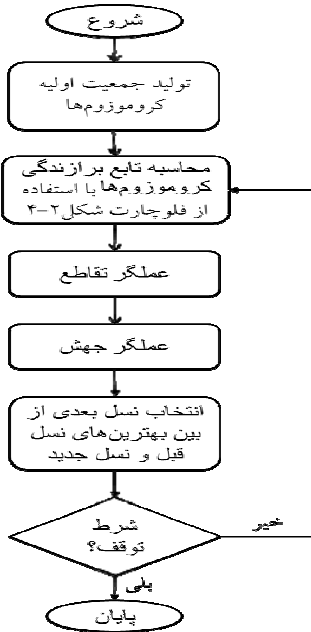 شروع
تولید جمعیت اولیه
کروموزوم‌ها
محاسبه تابع برازندگی
کروموزوم‌ها با استفاده
از فلوچارت شکل ۲-۴
عملگر تقاطع
عملگر جهش
انتخاب نسل بعدی از
بین بهترین‌های نسل
قبل و نسل جدید
شرط
توقف؟
خیر
بلی
پایان